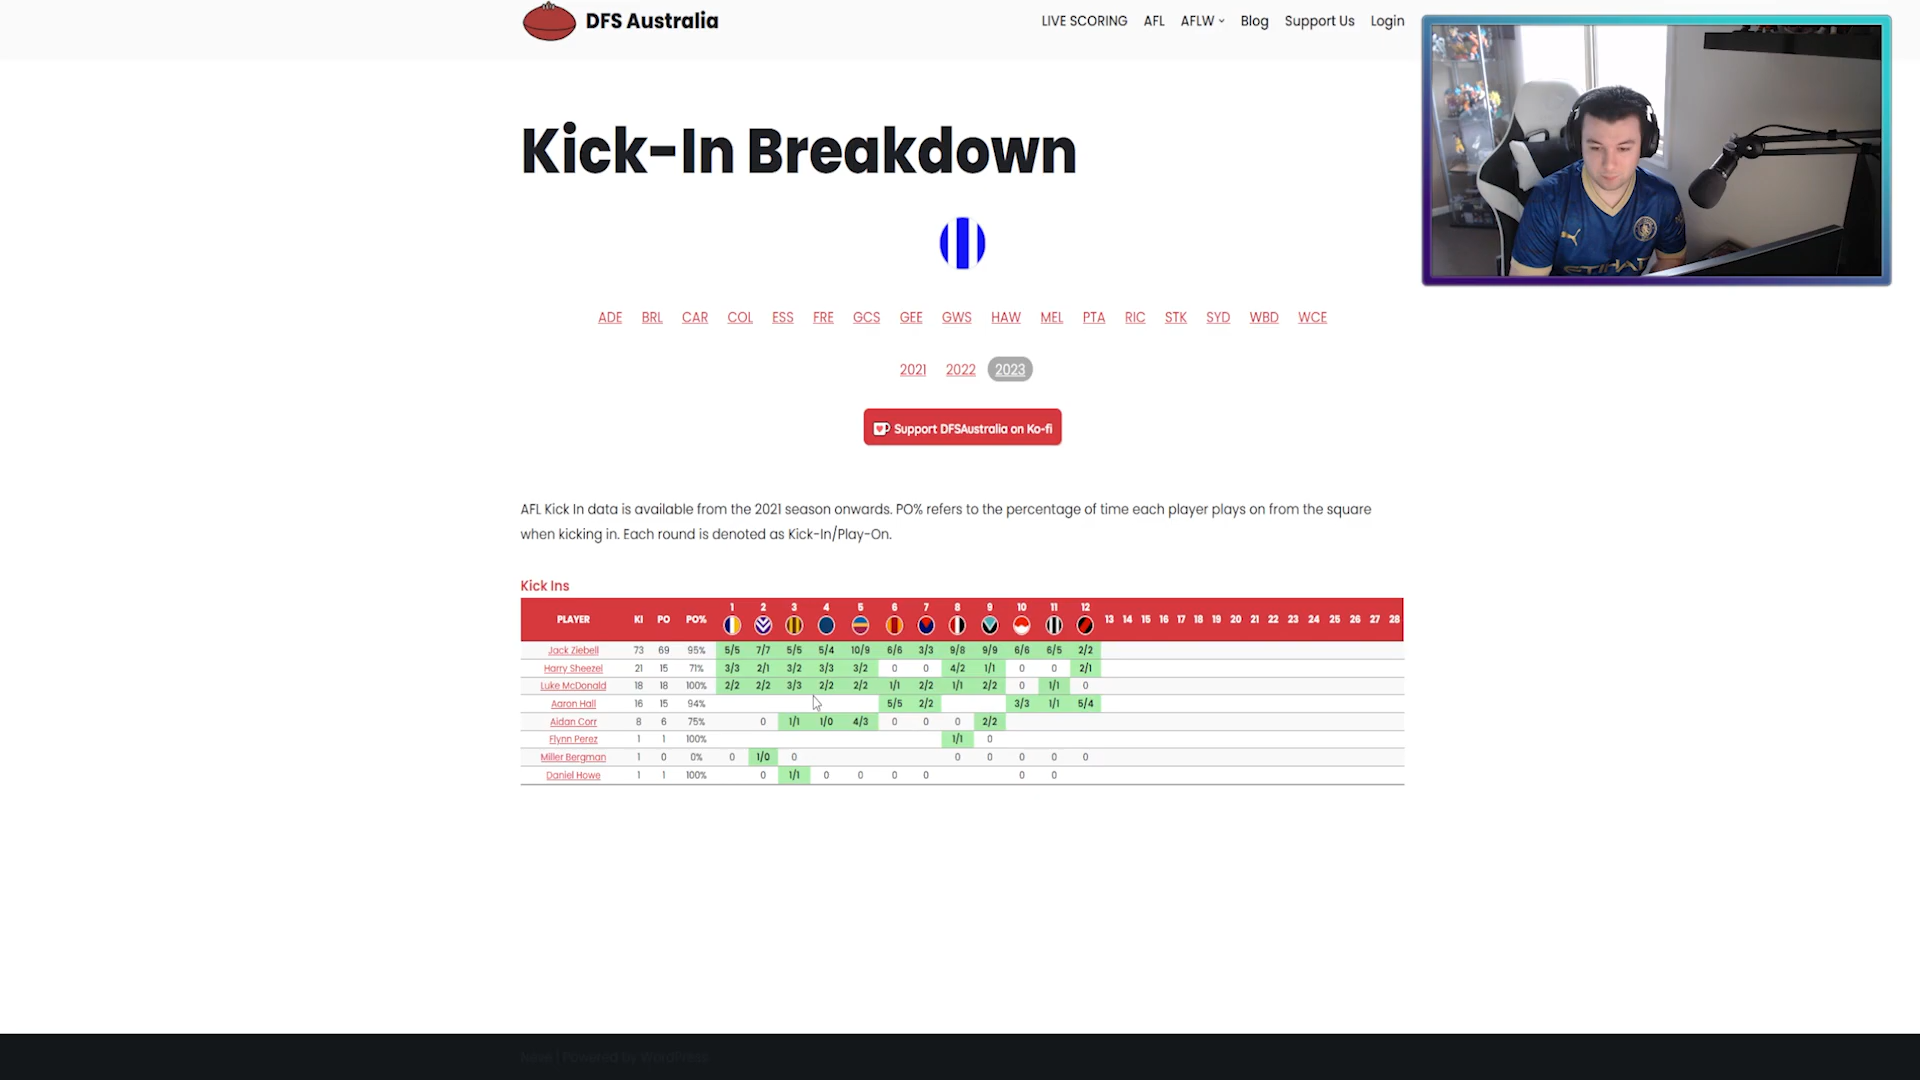 DFS Australia
LIVE SCORING AFL AFLW Blog Support Us Login
Kick-In Breakdown
ADE BRL CAR COL ESS FRE GCS GEE GWS HAW MEL PTA RIC STK SYD WBD WCE
2021 2022 2023
Support DFSAustralia on Ko-fi
AFL Kick In data is available from the 2021 season onwards. PO% refers to the percentage of time each player plays on from the square
when kicking in. Each round is denoted as Kick-In/Play-On.
Kick Ins
PLAYER KI PO PO% 1 2 3 4 5 6 7 8 9 10 11 12 13 14 15 16 17 18 19 20 21 22 23 24 25 26 27 28
Jack Ziebell 73 69 95% 5/5 7/7 5/5 5/4 10/9 6/6 3/3 9/8 9/9 6/6 6/5 2/2
Harry Sheezel 21 15 71% 3/3 2/1 3/2 3/3 3/2 0 0 4/2 1/1 0 0 2/1
Luke McDonald 18 18 100% 2/2 2/2 3/3 2/2 2/2 1/1 2/2 1/1 2/2 0 1/1 0
Aaron Hall 16 15 94% 5/5 2/2 3/3 1/1 5/4
Aidan Corr 8 6 75% 0 1/1 1/0 4/3 0 0 0 2/2
Flynn Perez 1 1 100% 1/1 0
Miller Bergman 1 0 0% 0 1/0 0 0 0 0 0 0
Daniel Howe 1 1 100% 0 1/1 0 0 0 0 0 0
ETIHAD
Neve | Powered by WordPress